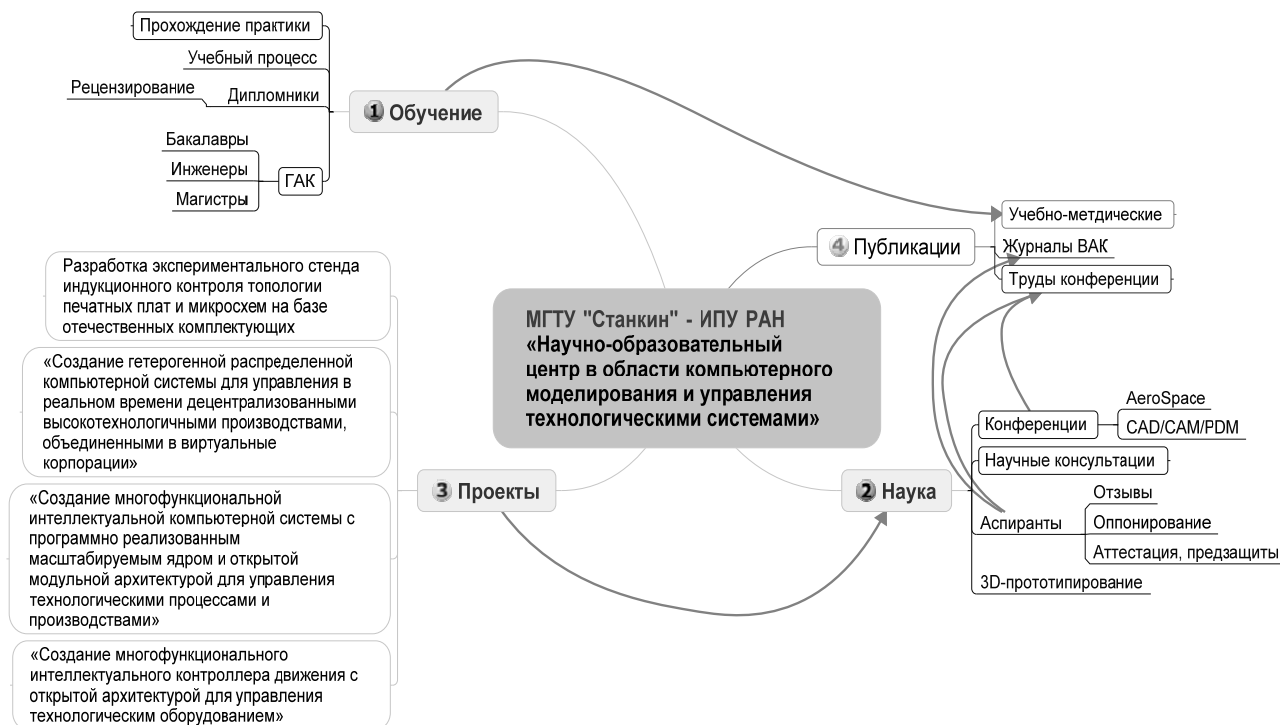 Прохождение практики
Учебный процесс
Рецензирование
Дипломники
1 Обучение
Бакалавры
Инженеры
Магистры
ГАК
Учебно-метдические
4 Публикации
Журналы ВАК
Труды конференции
МГТУ "Станкин" - ИПУ РАН
«Научно-образовательный
центр в области компьютерного
моделирования и управления
технологическими системами»
Разработка экспериментального стенда
индукционного контроля топологии
печатных плат и микросхем на базе
отечественных комплектующих
«Создание гетерогенной распределенной
компьютерной системы для управления в
реальном времени децентрализованными
высокотехнологичными производствами,
объединенными в виртуальные
корпорации»
3 Проекты
«Создание многофункциональной
интеллектуальной компьютерной системы с
программно реализованным
масштабируемым ядром и открытой
модульной архитектурой для управления
технологическими процессами и
производствами»
«Создание многофункционального
интеллектуального контроллера движения с
открытой архитектурой для управления
технологическим оборудованием»
2 Наука
Конференции
AeroSpace
CAD/CAM/PDM
Научные консультации
Аспиранты
Отзывы
Оппонирование
Аттестация, предзащиты
3D-прототипирование